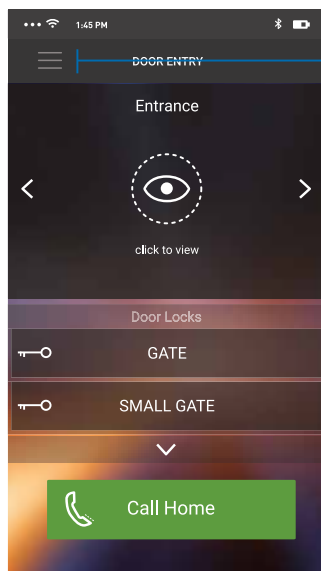 1:45 PM
DOOR ENTRY
Entrance
click to view
Door Locks
GATE
SMALL GATE
Call Home